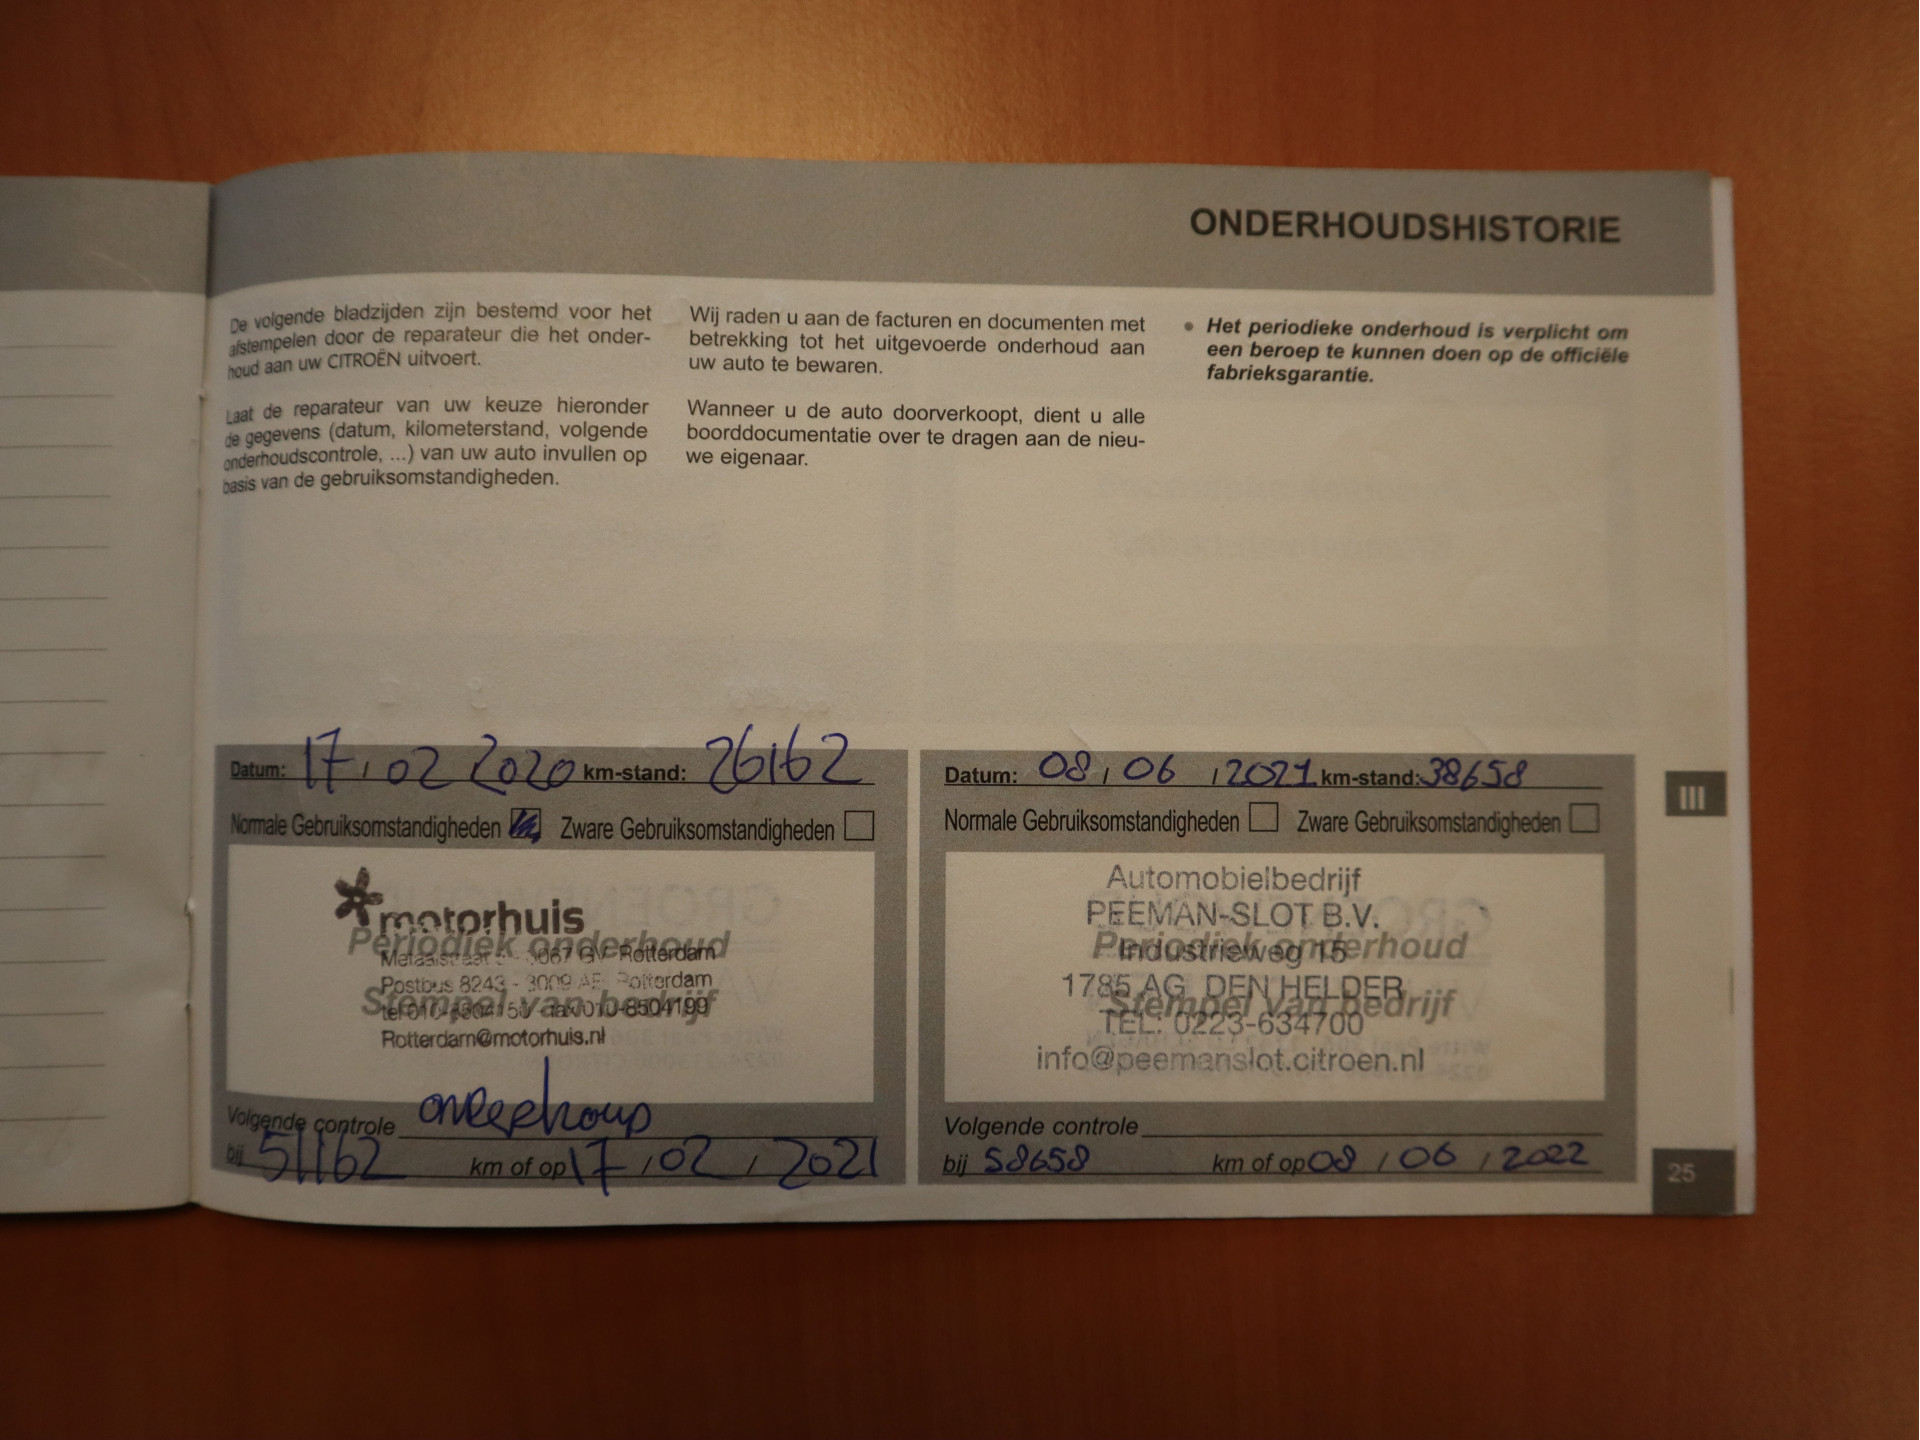 ONDERHOUDSHISTORIE
De volgende bladzijden zijn bestemd voor het
afstempelen door de reparateur die het onder-
houd aan uw CITROËN uitvoert.
Laat de reparateur van uw keuze hieronder
de gegevens (datum, kilometerstand, volgende
onderhoudscontrole, ...) van uw auto invullen op
basis van de gebruiksomstandigheden.
Wij raden u aan de facturen en documenten met
betrekking tot het uitgevoerde onderhoud aan
uw auto te bewaren.
Wanneer u de auto doorverkoopt, dient u alle
boorddocumentatie over te dragen aan de nieu-
we eigenaar.
• Het periodieke onderhoud is verplicht om
een beroep te kunnen doen op de officiële
fabrieksgarantie.
Datum: 17 / 02 2020 km-stand: 26162
Normale Gebruiksomstandigheden Zware Gebruiksomstandigheden
motorhuis
Periodiek onderhoud
3067 GV Rotterdam
Postbus 8243 - 3009 AE Rotterdam
Stempel van bedrijf
fax 010-8504199
Rotterdam@motorhuis.nl
Volgende controle onderhoud
bij 51162 km of op 17 / 02 / 2021
Datum: 08 / 06 / 2021 km-stand: 38658
Normale Gebruiksomstandigheden Zware Gebruiksomstandigheden
Automobielbedrijf
PEEMAN-SLOT B.V.
Periodiek onderhoud
Industrieweg 15
1785 AG DEN HELDER
Stempel van bedrijf
TEL. 0223-634700
info@peemanslot.citroen.nl
Volgende controle
bij 58658 km of op 08 / 06 / 2022
III
25